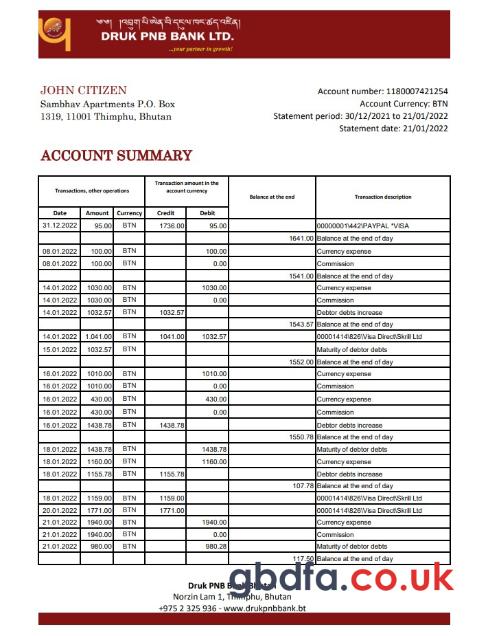 ༄༅། །འབྲུག་པི་ཨེན་བི་དངུལ་ཁང་ཚད་འཛིན།
DRUK PNB BANK LTD.
...your partner in growth!
JOHN CITIZEN
Sambhav Apartments P.O. Box
1319, 11001 Thimphu, Bhutan
Account number: 1180007421254
Account Currency: BTN
Statement period: 30/12/2021 to 21/01/2022
Statement date: 21/01/2022
ACCOUNT SUMMARY
Transactions, other operations Transaction amount in the account currency Balance at the end Transaction description
Date Amount Currency Credit Debit
31.12.2022 95.00 BTN 1736.00 95.00 00000001\442\PAYPAL *VISA
1641.00 Balance at the end of day
08.01.2022 100.00 BTN 100.00 Currency expense
08.01.2022 100.00 BTN 0.00 Commission
1541.00 Balance at the end of day
14.01.2022 1030.00 BTN 1030.00 Currency expense
14.01.2022 1030.00 BTN 0.00 Commission
14.01.2022 1032.57 BTN 1032.57 Debtor debts increase
1543.57 Balance at the end of day
14.01.2022 1,041.00 BTN 1041.00 1032.57 00001414\826\Visa Direct\Skrill Ltd
15.01.2022 1032.57 BTN Maturity of debtor debts
1552.00 Balance at the end of day
16.01.2022 1010.00 BTN 1010.00 Currency expense
16.01.2022 1010.00 BTN 0.00 Commission
16.01.2022 430.00 BTN 430.00 Currency expense
16.01.2022 430.00 BTN 0.00 Commission
16.01.2022 1438.78 BTN 1438.78 Debtor debts increase
1550.78 Balance at the end of day
18.01.2022 1438.78 BTN 1438.78 Maturity of debtor debts
18.01.2022 1160.00 BTN 1160.00 Currency expense
18.01.2022 1155.78 BTN 1155.78 Debtor debts increase
107.78 Balance at the end of day
18.01.2022 1159.00 BTN 1159.00 00001414\826\Visa Direct\Skrill Ltd
20.01.2022 1771.00 BTN 1771.00 00001414\826\Visa Direct\Skrill Ltd
21.01.2022 1940.00 BTN 1940.00 Currency expense
21.01.2022 1940.00 BTN 0.00 Commission
21.01.2022 980.00 BTN 980.28 Maturity of debtor debts
117.50 Balance at the end of day
Druk PNB Bank Bhutan
gbdfa.co.uk
Norzin Lam 1, Thimphu, Bhutan
+975 2 325 936 - www.drukpnbbank.bt